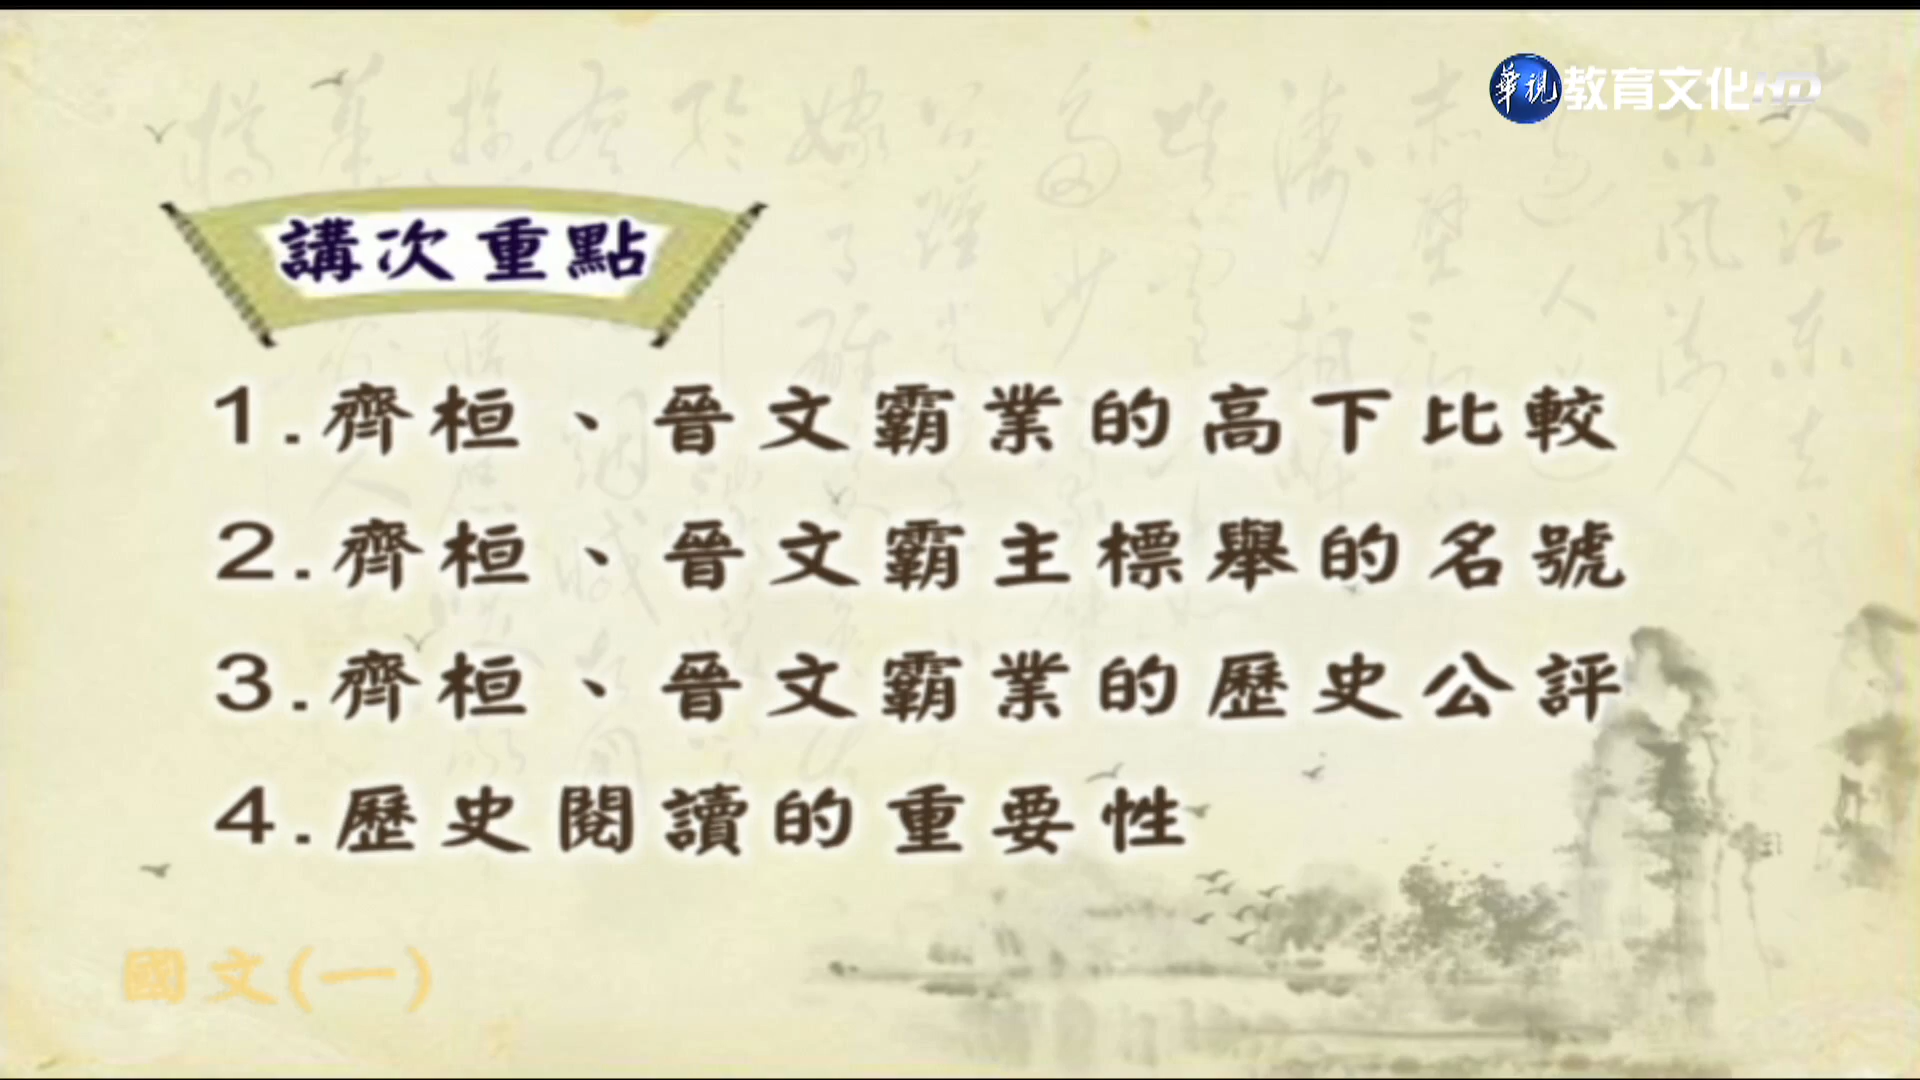 華視 教育文化HD
講次重點
1.齊桓、晉文霸業的高下比較
2.齊桓、晉文霸主標舉的名號
3.齊桓、晉文霸業的歷史公評
4.歷史閱讀的重要性
國文(一)